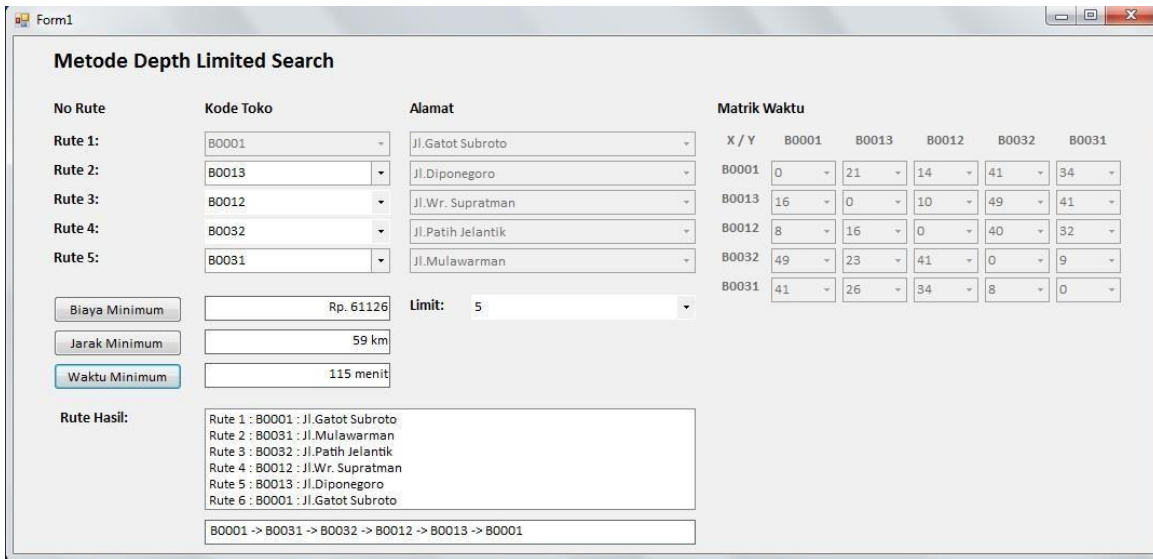 Form1
Metode Depth Limited Search
No Rute Kode Toko Alamat Matrik Waktu
Rute 1: B0001 Jl.Gatot Subroto X / Y B0001 B0013 B0012 B0032 B0031
Rute 2: B0013 Jl.Diponegoro B0001 0 21 14 41 34
Rute 3: B0012 Jl.Wr. Supratman B0013 16 0 10 49 41
Rute 4: B0032 Jl.Patih Jelantik B0012 8 16 0 40 32
Rute 5: B0031 Jl.Mulawarman B0032 49 23 41 0 9
B0031 41 26 34 8 0
Biaya Minimum Rp. 61126 Limit: 5
Jarak Minimum 59 km
Waktu Minimum 115 menit
Rute Hasil: Rute 1 : B0001 : Jl.Gatot Subroto
Rute 2 : B0031 : Jl.Mulawarman
Rute 3 : B0032 : Jl.Patih Jelantik
Rute 4 : B0012 : Jl.Wr. Supratman
Rute 5 : B0013 : Jl.Diponegoro
Rute 6 : B0001 : Jl.Gatot Subroto
B0001 -> B0031 -> B0032 -> B0012 -> B0013 -> B0001